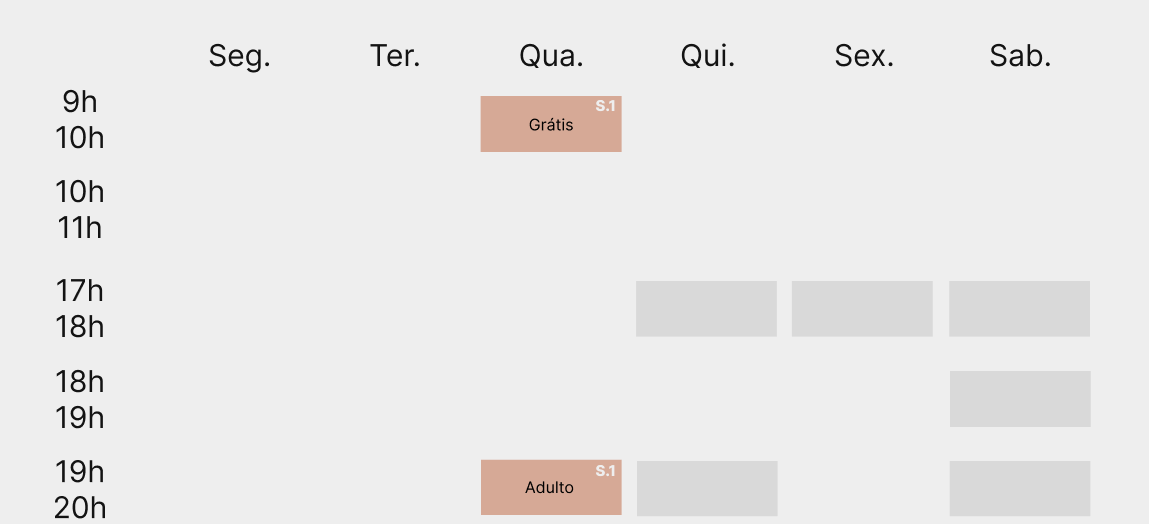 Seg. Ter. Qua. Qui. Sex. Sab.
9h
10h
S.1
Grátis
10h
11h
17h
18h
18h
19h
19h
20h
S.1
Adulto